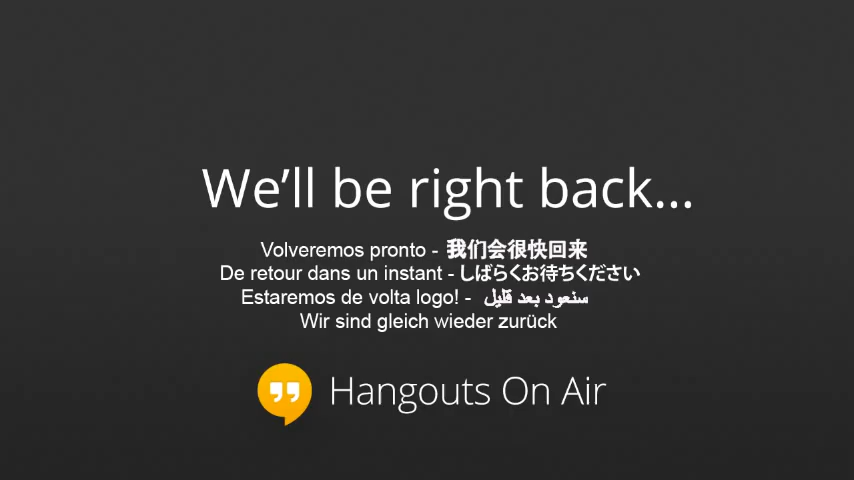 We'll be right back...
Volveremos pronto - 我们会很快回来
De retour dans un instant - しばらくお待ちください
Estaremos de volta logo! - سنعود بعد قليل
Wir sind gleich wieder zurück
Hangouts On Air